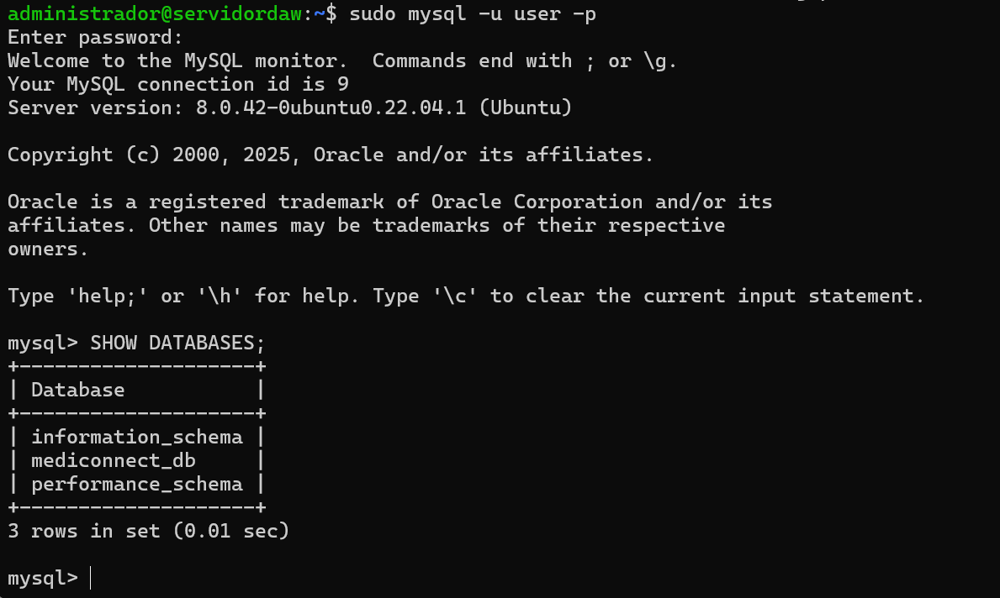 administrador@servidordaw:~$ sudo mysql -u user -p
Enter password:
Welcome to the MySQL monitor.  Commands end with ; or \g.
Your MySQL connection id is 9
Server version: 8.0.42-0ubuntu0.22.04.1 (Ubuntu)

Copyright (c) 2000, 2025, Oracle and/or its affiliates.

Oracle is a registered trademark of Oracle Corporation and/or its
affiliates. Other names may be trademarks of their respective
owners.

Type 'help;' or '\h' for help. Type '\c' to clear the current input statement.

mysql> SHOW DATABASES;
+--------------------+
| Database           |
+--------------------+
| information_schema |
| mediconnect_db     |
| performance_schema |
+--------------------+
3 rows in set (0.01 sec)

mysql>